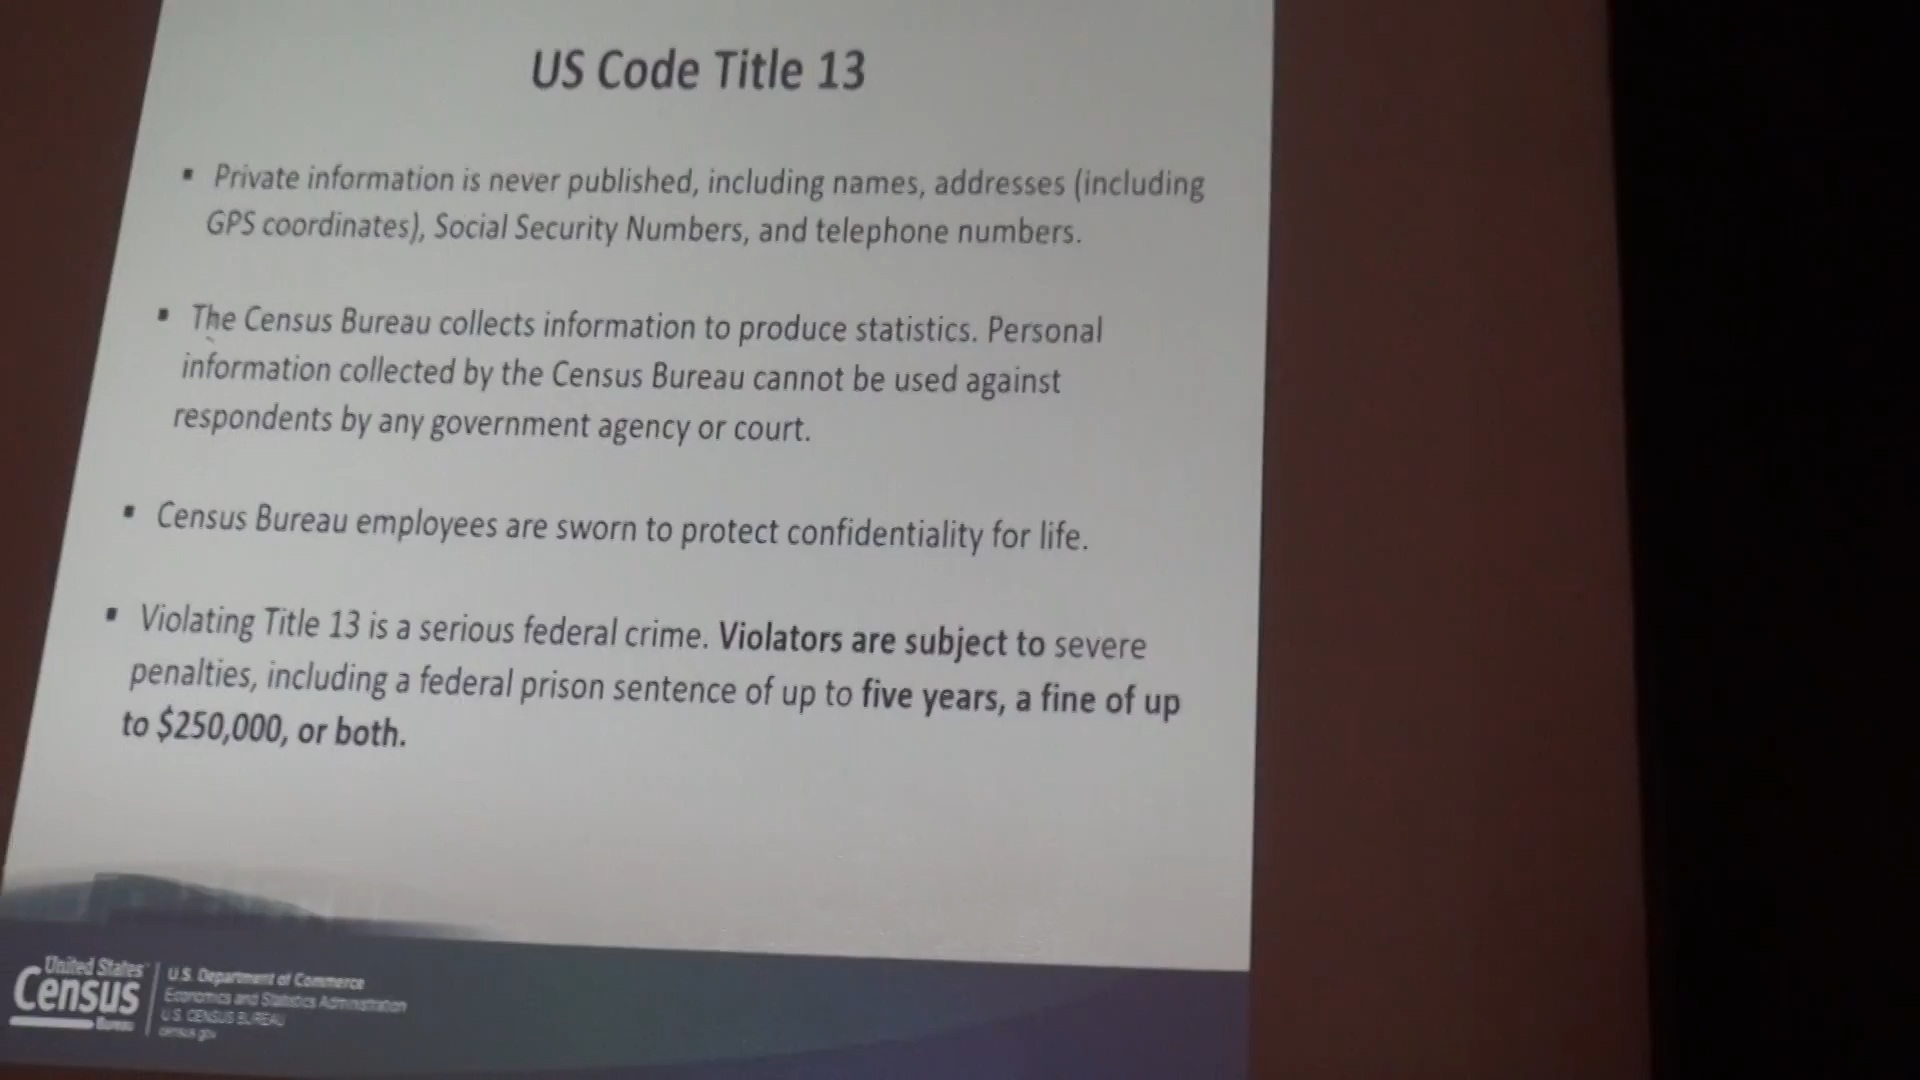 US Code Title 13
▪ Private information is never published, including names, addresses (including
GPS coordinates), Social Security Numbers, and telephone numbers.
▪ The Census Bureau collects information to produce statistics. Personal
information collected by the Census Bureau cannot be used against
respondents by any government agency or court.
▪ Census Bureau employees are sworn to protect confidentiality for life.
▪ Violating Title 13 is a serious federal crime. Violators are subject to severe
penalties, including a federal prison sentence of up to five years, a fine of up
to $250,000, or both.
United States
Census
Bureau
U.S. Department of Commerce
Economics and Statistics Administration
U.S. CENSUS BUREAU
census.gov